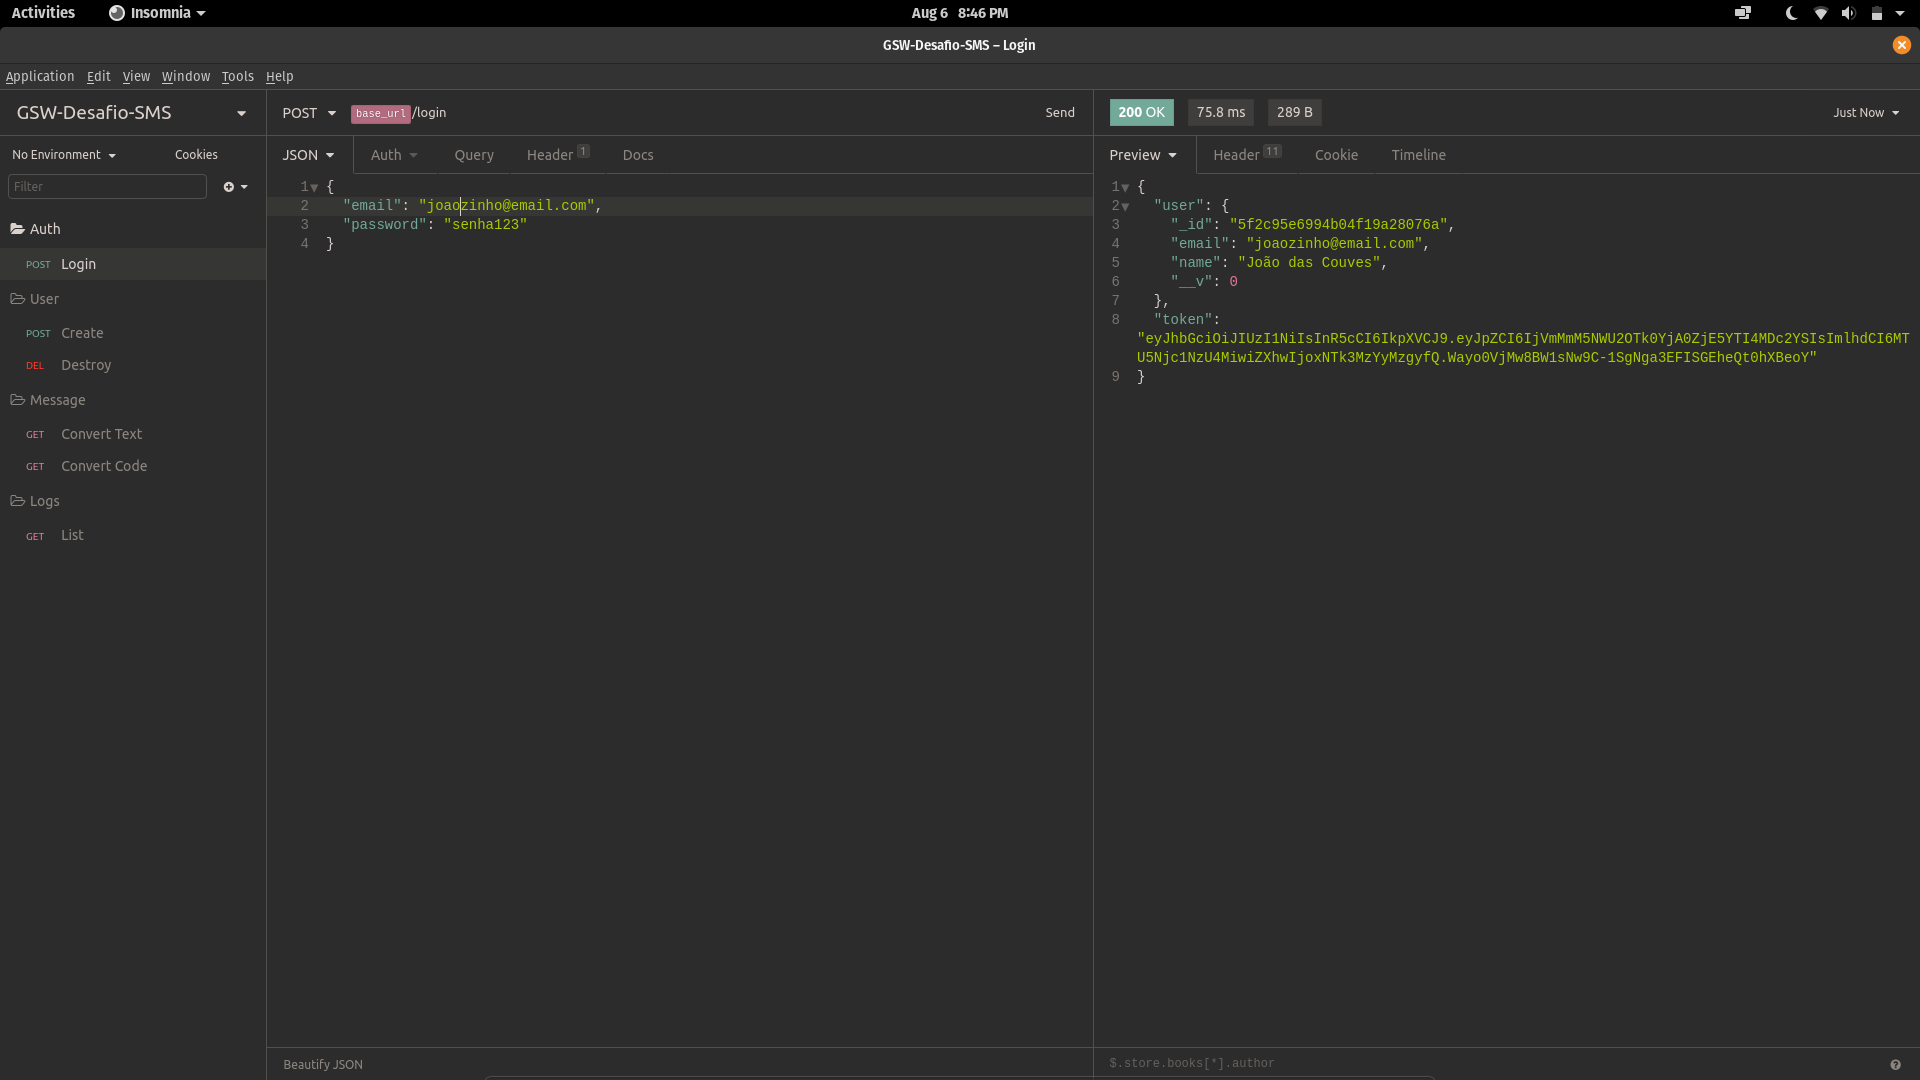 Activities Insomnia Aug 6 8:46 PM
GSW-Desafio-SMS – Login
Application Edit View Window Tools Help
GSW-Desafio-SMS
No Environment Cookies
Filter
Auth
POST Login
User
POST Create
DEL Destroy
Message
GET Convert Text
GET Convert Code
Logs
GET List
POST base_url/login Send
JSON Auth Query Header 1 Docs
1 {
2 "email": "joaozinho@email.com",
3 "password": "senha123"
4 }
Beautify JSON
200 OK 75.8 ms 289 B Just Now
Preview Header 11 Cookie Timeline
1 {
2 "user": {
3 "_id": "5f2c95e6994b04f19a28076a",
4 "email": "joaozinho@email.com",
5 "name": "João das Couves",
6 "__v": 0
7 },
8 "token":
"eyJhbGciOiJIUzI1NiIsInR5cCI6IkpXVCJ9.eyJpZCI6IjVmMmM5NWU2OTk0YjA0ZjE5YTI4MDc2YSIsImlhdCI6MT
U5Njc1NzU4MiwiZXhwIjoxNTk3MzYyMzgyfQ.Wayo0VjMw8BW1sNw9C-1SgNga3EFISGEheQt0hXBeoY"
9 }
$.store.books[*].author